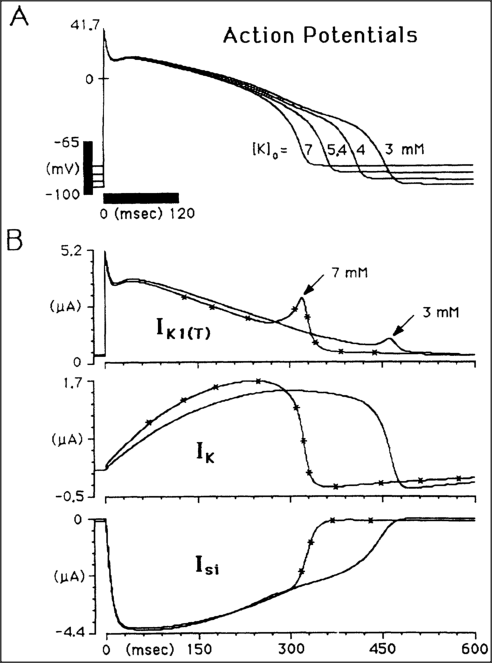 A
41.7
Action Potentials
0
-65
(mV)
-100
[K]o = 7 5.4 4 3 mM
0 (msec) 120
B
5.2
7 mM
(μA)
3 mM
IK1(T)
0
1.7
(μA)
IK
-0.5
0
(μA)
Isi
-4.4
0 (msec) 150 300 450 600